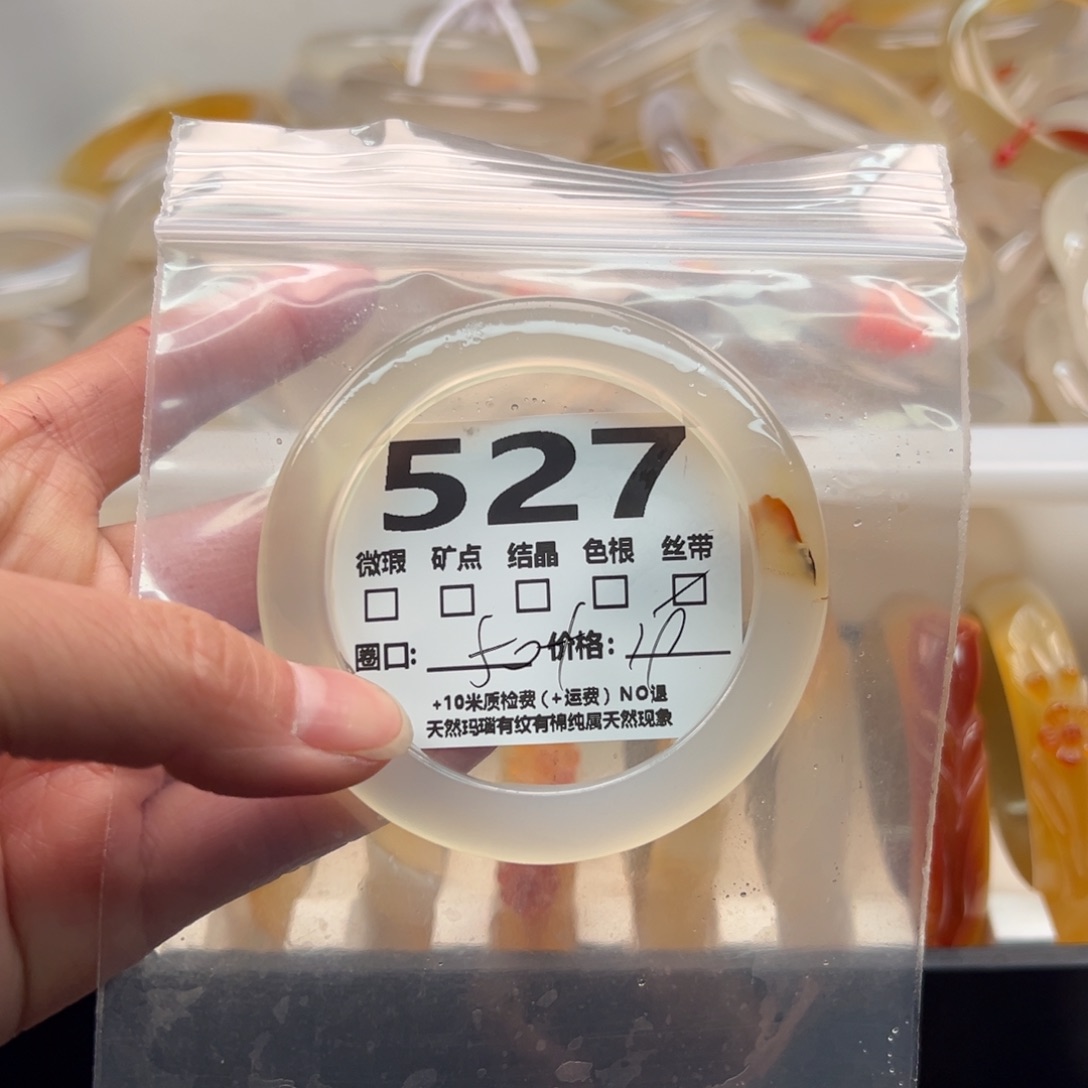 527
微瑕 矿点 结晶 色根 丝带
圈口: 价格:
+10米质检费(+运费) NO退
天然玛瑙有纹有棉纯属天然现象